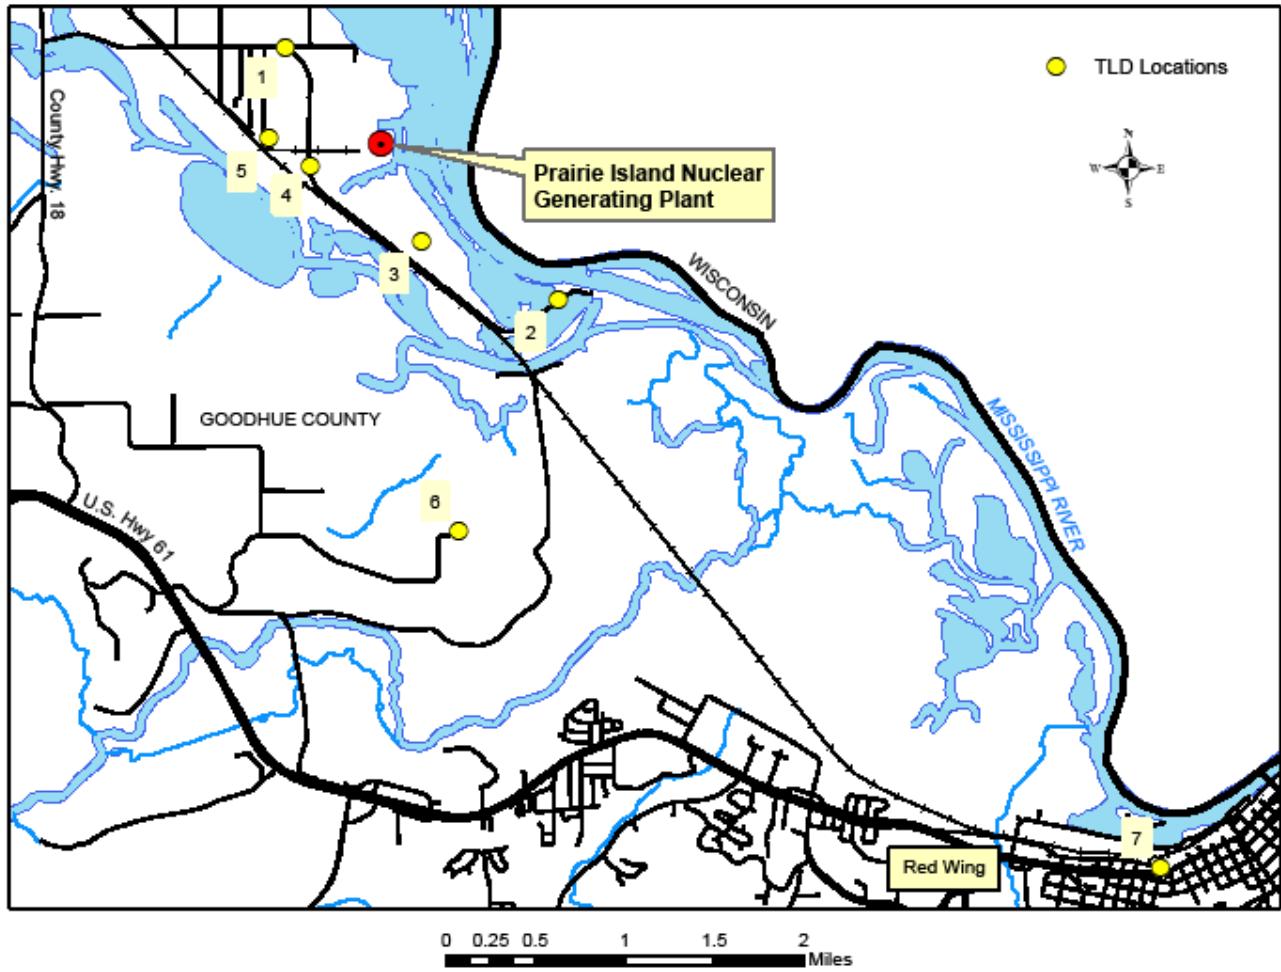 TLD Locations
1
County Hwy. 18
N
W
E
S
5
4
Prairie Island Nuclear
Generating Plant
3
WISCONSIN
2
GOODHUE COUNTY
MISSISSIPPI RIVER
6
U.S. Hwy 61
7
Red Wing
0 0.25 0.5 1 1.5 2
Miles